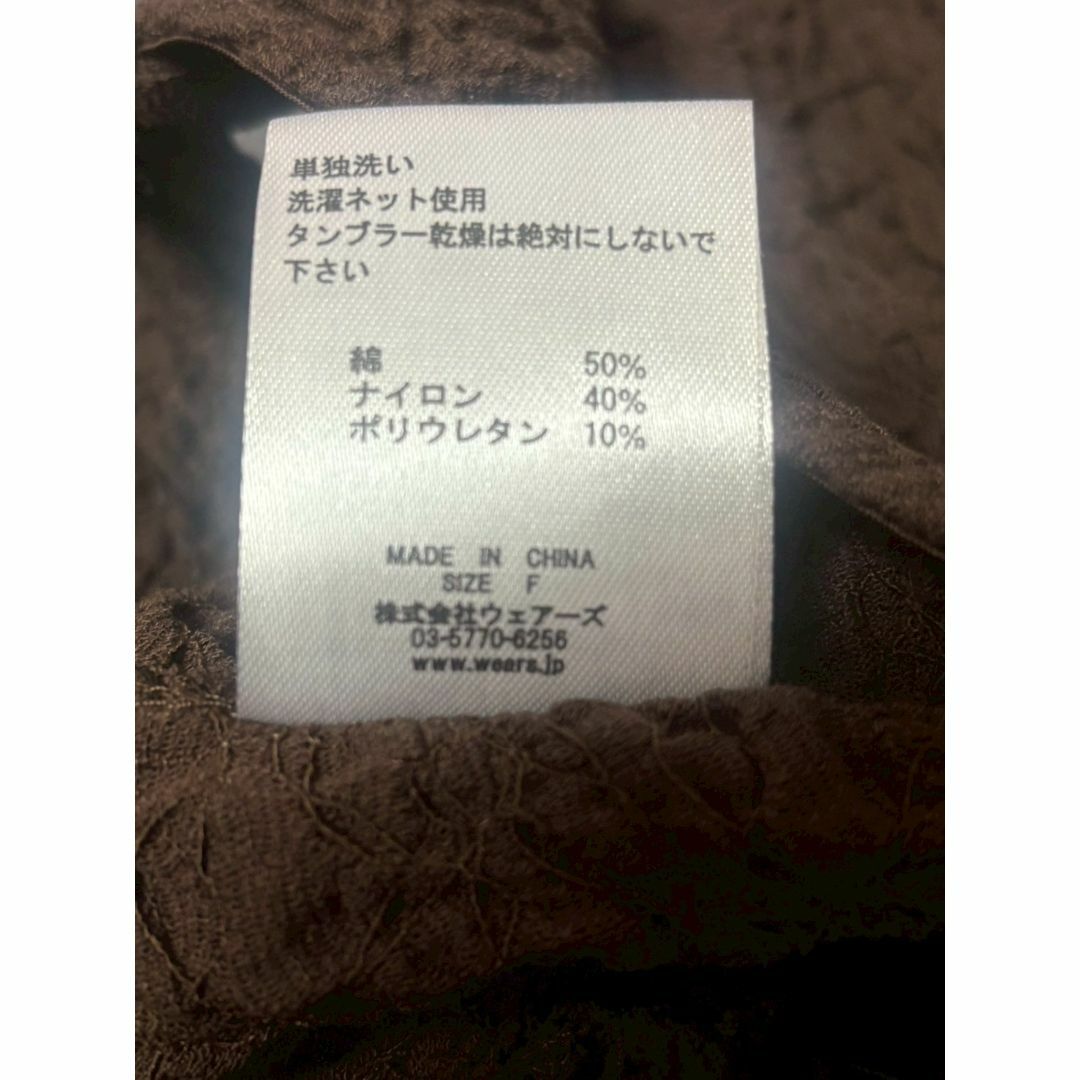 単独洗い
洗濯ネット使用
タンブラー乾燥は絶対にしないで
下さい
綿 50%
ナイロン 40%
ポリウレタン 10%
MADE IN CHINA
SIZE F
株式会社ウェアーズ
03-5770-6256
www.wears.jp